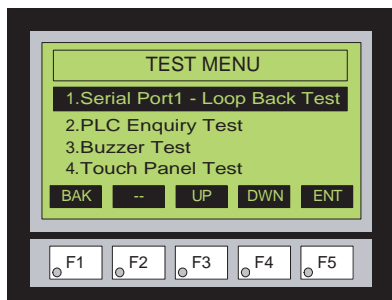 TEST MENU
1.Serial Port1 - Loop Back Test
2.PLC Enquiry Test
3.Buzzer Test
4.Touch Panel Test
BAK -- UP DWN ENT
F1 F2 F3 F4 F5